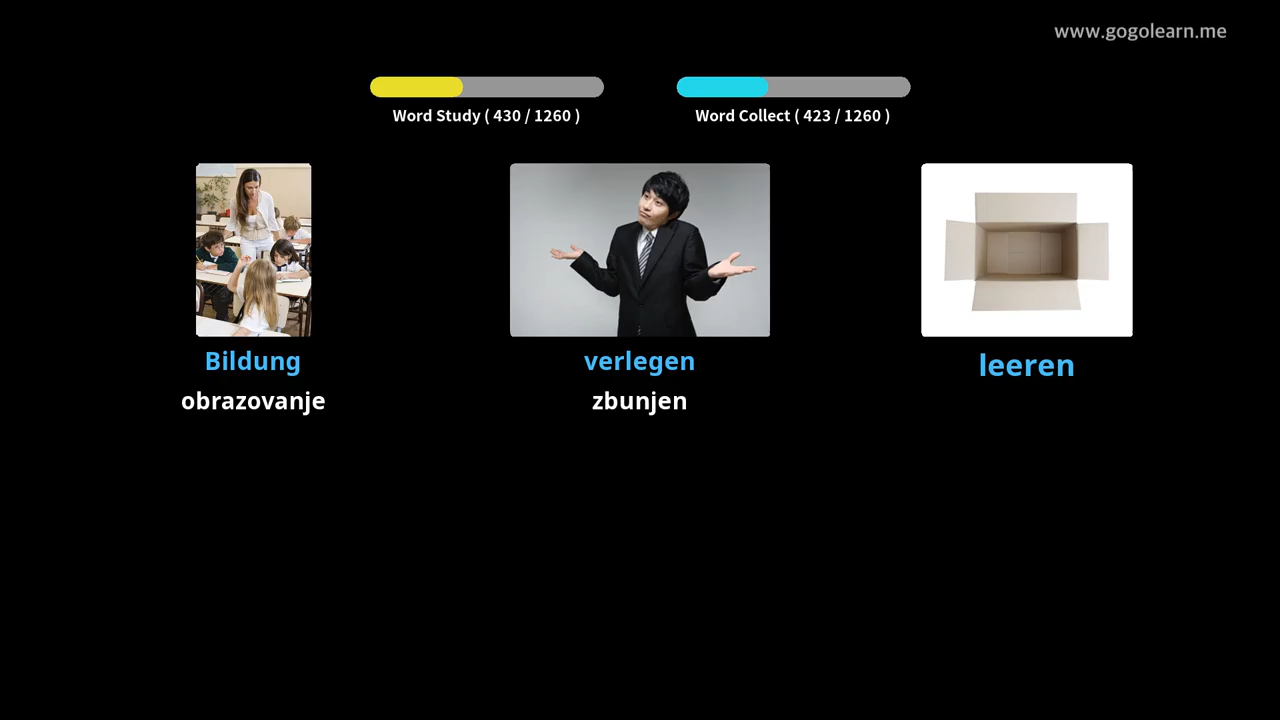 www.gogolearn.me
Word Study ( 430 / 1260 )
Word Collect ( 423 / 1260 )
Bildung
obrazovanje
verlegen
zbunjen
leeren